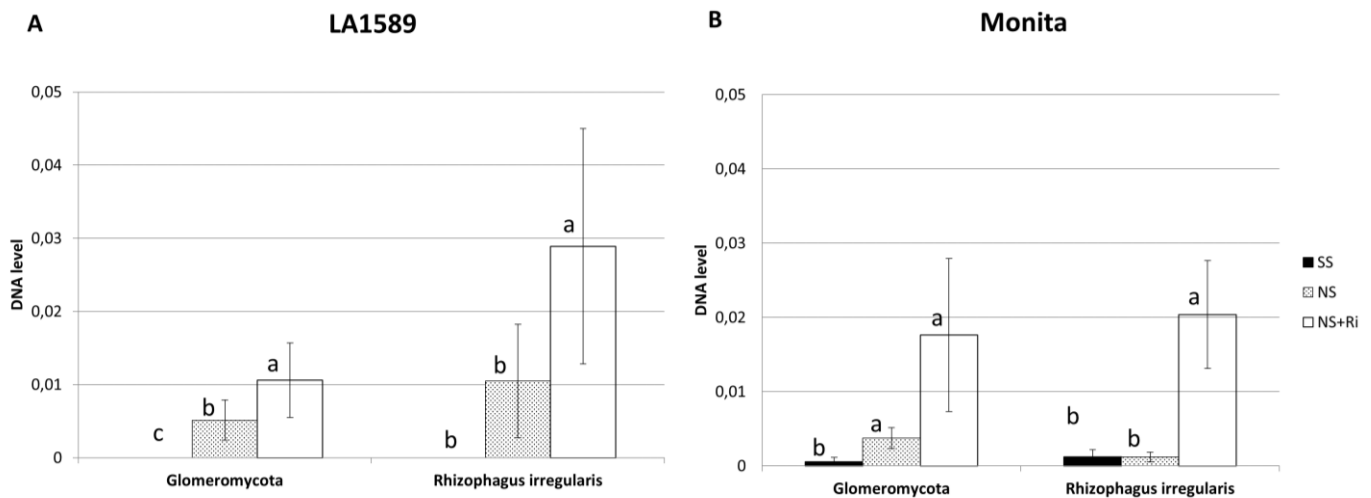 A
LA1589
0,05
0,04
0,03
0,02
0,01
0
DNA level
c
b
a
b
b
a
Glomeromycota
Rhizophagus irregularis
B
Monita
0,05
0,04
0,03
0,02
0,01
0
DNA level
b
a
a
b
b
a
Glomeromycota
Rhizophagus irregularis
SS
NS
NS+Ri